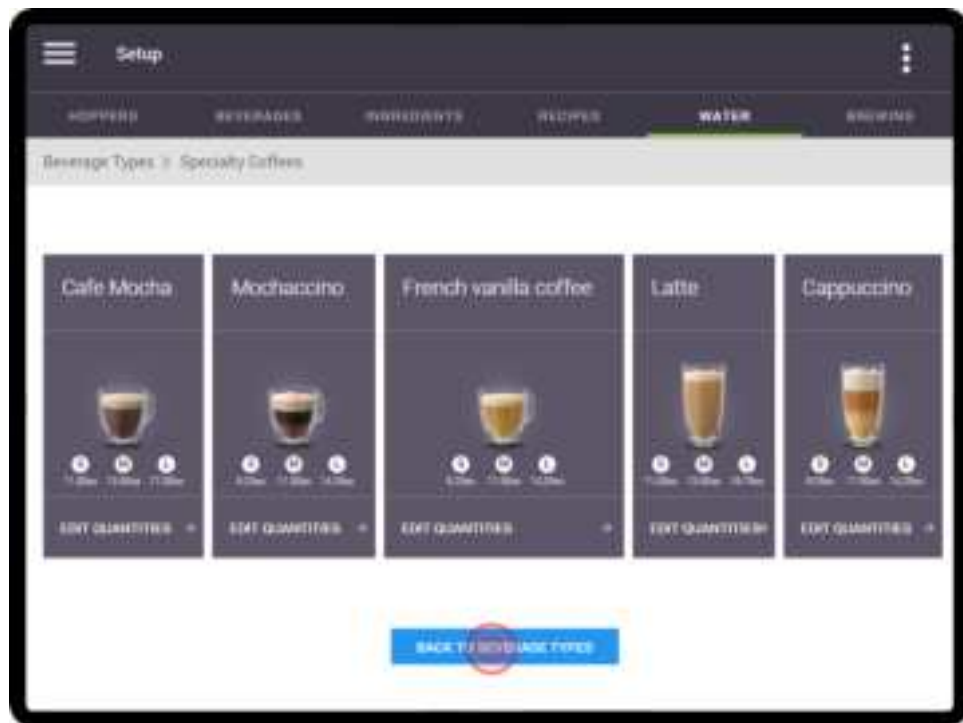 Setup
HOPPERS BEVERAGES INGREDIENTS RECIPES WATER BREWING
Beverage Types > Specialty Coffees
Cafe Mocha Mochaccino French vanilla coffee Latte Cappuccino
S M L S M L S M L S M L S M L
EDIT QUANTITIES EDIT QUANTITIES EDIT QUANTITIES EDIT QUANTITIES EDIT QUANTITIES
BACK TO BEVERAGE TYPES